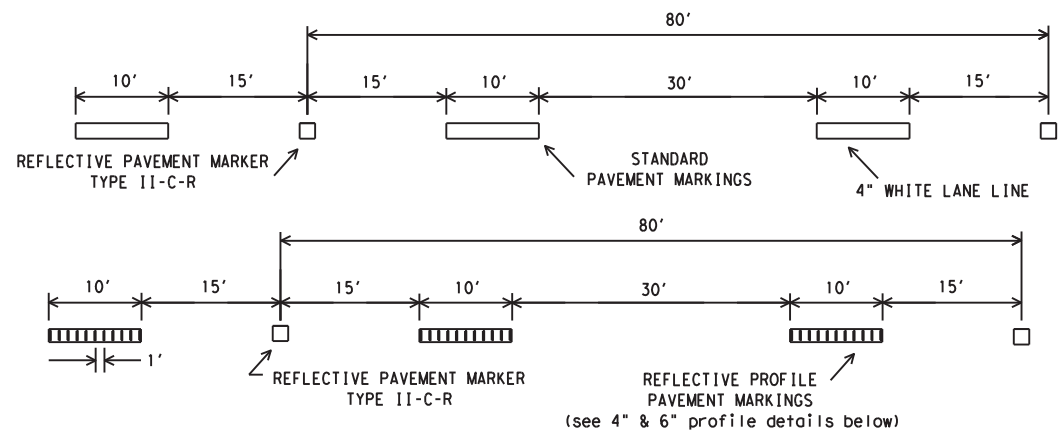 80'
10'
15'
15'
10'
30'
10'
15'
REFLECTIVE PAVEMENT MARKER
TYPE II-C-R
STANDARD
PAVEMENT MARKINGS
4" WHITE LANE LINE
80'
10'
15'
15'
10'
30'
10'
15'
1'
REFLECTIVE PAVEMENT MARKER
TYPE II-C-R
REFLECTIVE PROFILE
PAVEMENT MARKINGS
(see 4" & 6" profile details below)